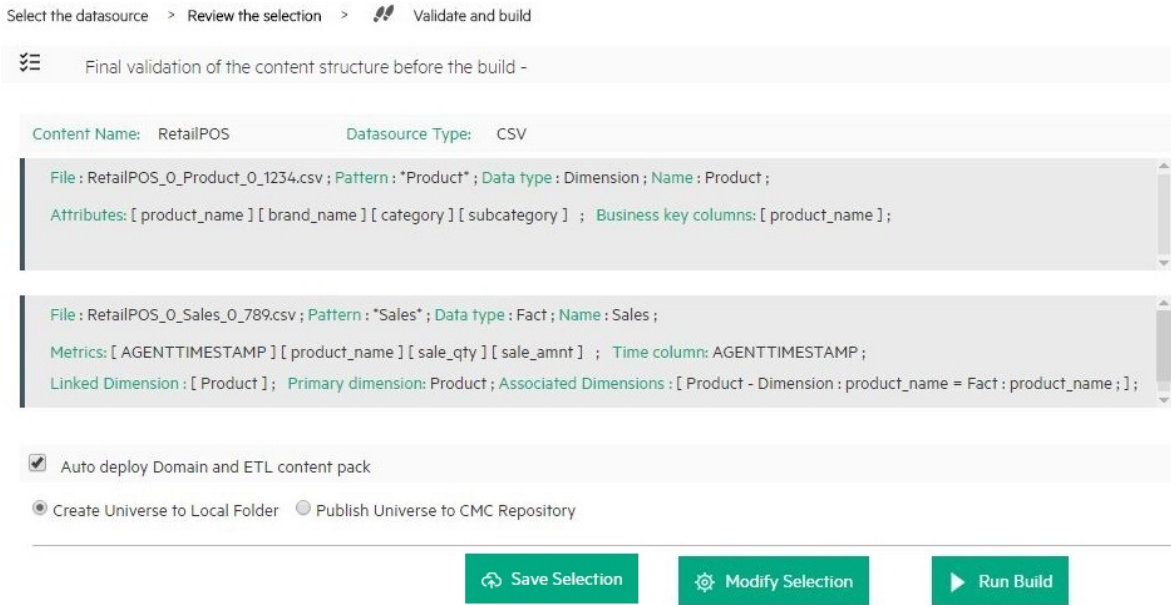 Select the datasource > Review the selection > Validate and build
Final validation of the content structure before the build -
Content Name: RetailPOS Datasource Type: CSV
File : RetailPOS_0_Product_0_1234.csv ; Pattern : *Product* ; Data type : Dimension ; Name : Product ;
Attributes: [ product_name ] [ brand_name ] [ category ] [ subcategory ] ; Business key columns: [ product_name ] ;
File : RetailPOS_0_Sales_0_789.csv ; Pattern : *Sales* ; Data type : Fact ; Name : Sales ;
Metrics: [ AGENTTIMESTAMP ] [ product_name ] [ sale_qty ] [ sale_amnt ] ; Time column: AGENTTIMESTAMP ;
Linked Dimension : [ Product ] ; Primary dimension: Product ; Associated Dimensions : [ Product - Dimension : product_name = Fact : product_name ; ] ;
Auto deploy Domain and ETL content pack
Create Universe to Local Folder Publish Universe to CMC Repository
Save Selection Modify Selection Run Build